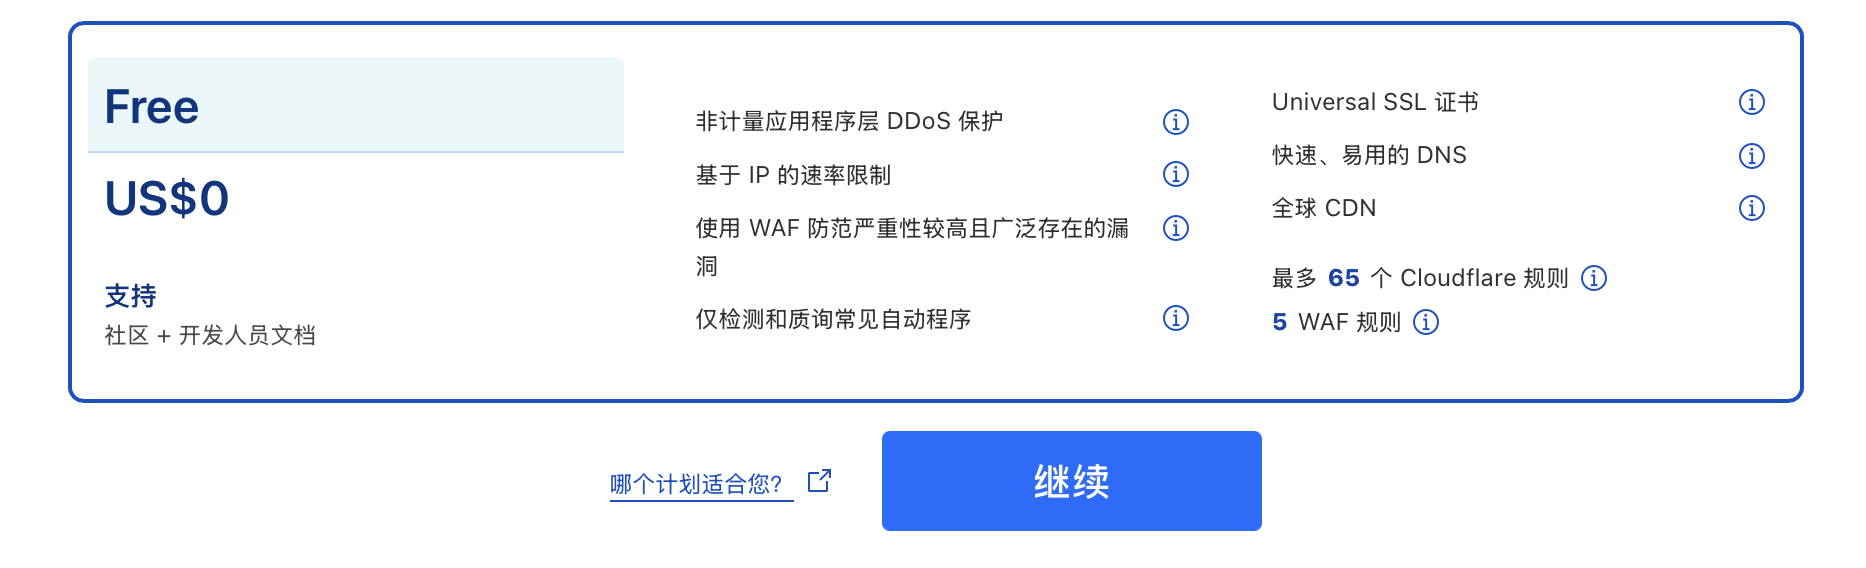 Free
US$0
支持
社区 + 开发人员文档
非计量应用程序层 DDoS 保护
基于 IP 的速率限制
使用 WAF 防范严重性较高且广泛存在的漏
洞
仅检测和质询常见自动程序
Universal SSL 证书
快速、易用的 DNS
全球 CDN
最多 65 个 Cloudflare 规则
5 WAF 规则
哪个计划适合您?
继续